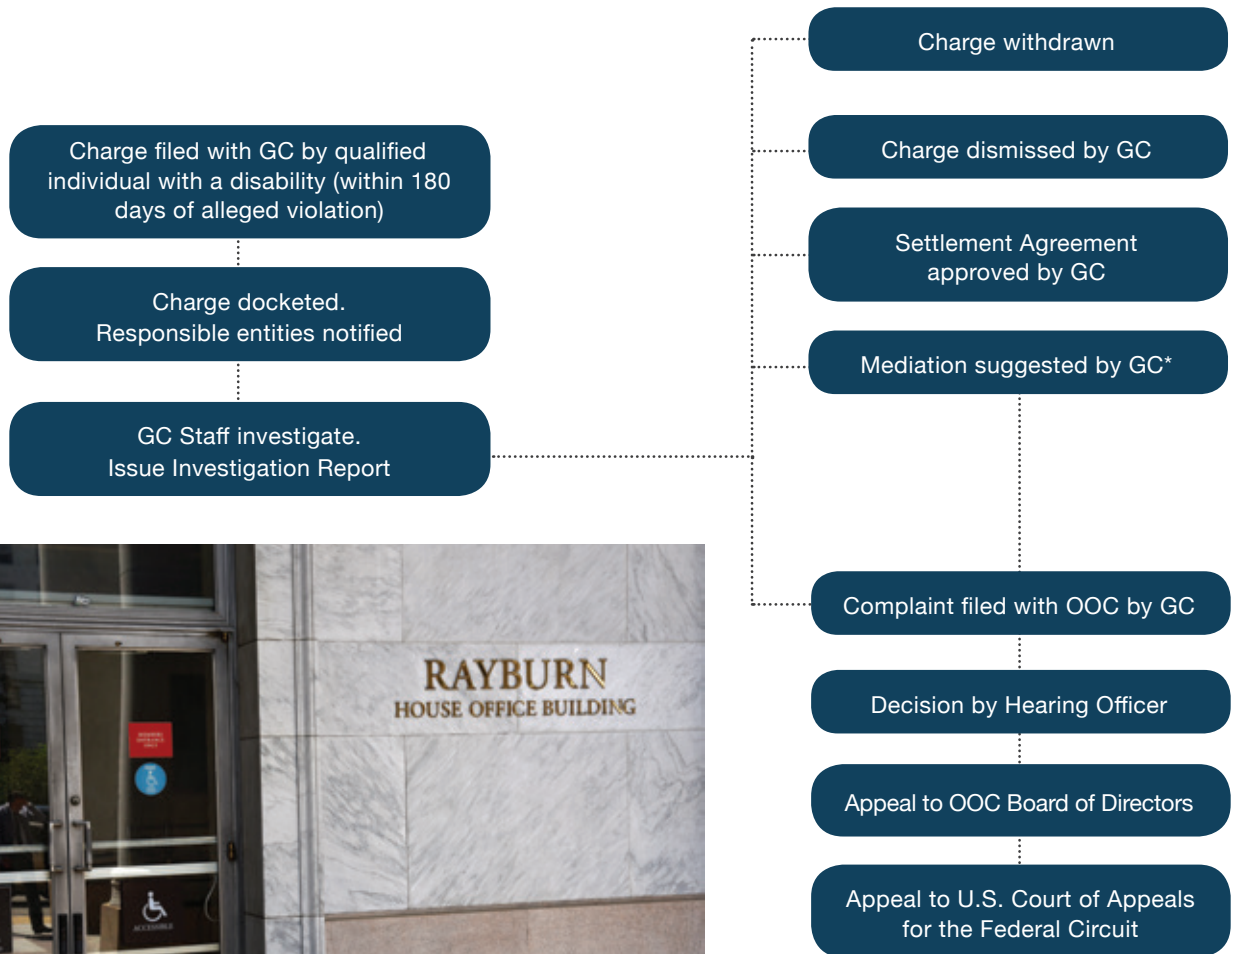 Charge filed with GC by qualified
individual with a disability (within 180
days of alleged violation)
Charge docketed.
Responsible entities notified
GC Staff investigate.
Issue Investigation Report
Charge withdrawn
Charge dismissed by GC
Settlement Agreement
approved by GC
Mediation suggested by GC*
Complaint filed with OOC by GC
Decision by Hearing Officer
Appeal to OOC Board of Directors
Appeal to U.S. Court of Appeals
for the Federal Circuit
RAYBURN
HOUSE OFFICE BUILDING
ACCESSIBLE